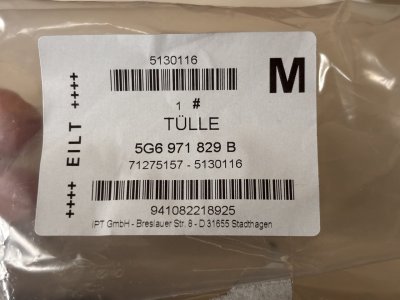 5130116
M
1 #
TÜLLE
5G6 971 829 B
71275157 - 5130116
++++ EILT ++++
941082218925
IPT GmbH - Breslauer Str. 8 - D 31655 Stadthagen